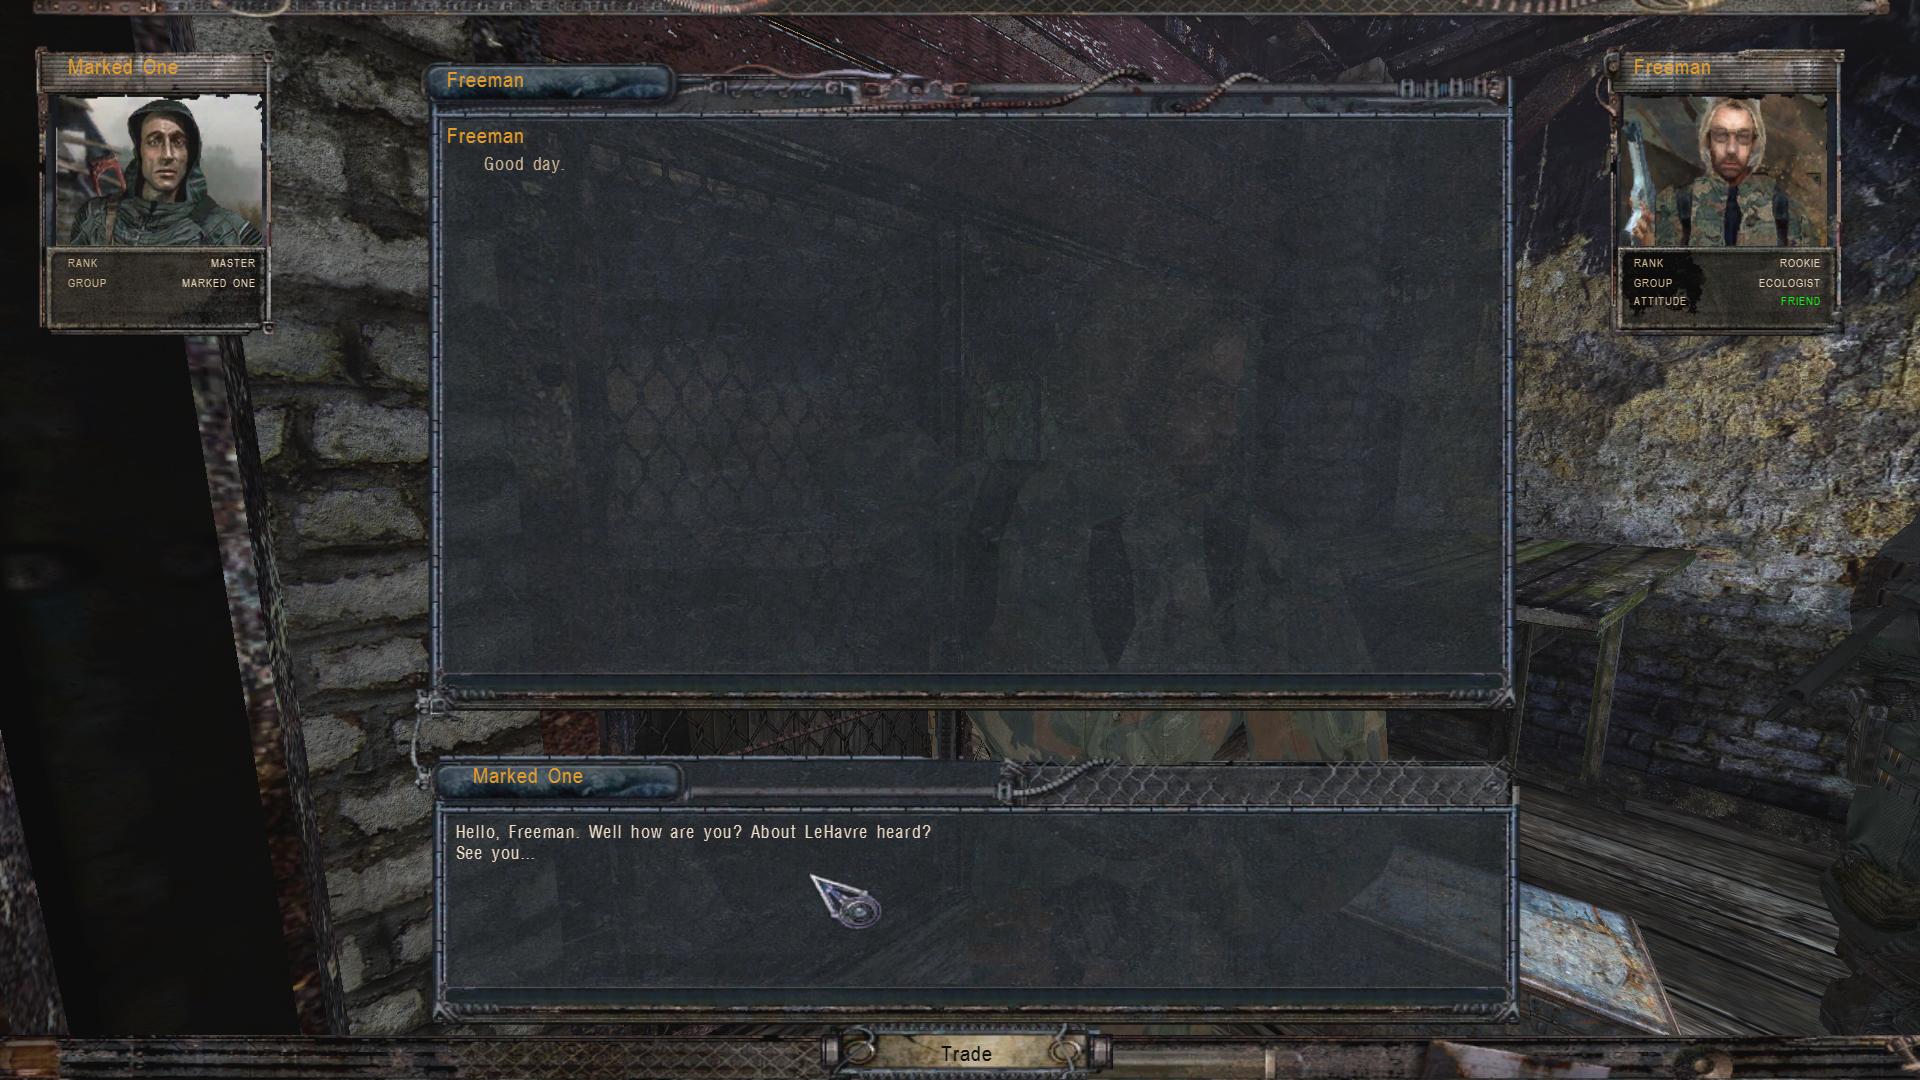 Marked One
RANK MASTER
GROUP MARKED ONE
Freeman
Freeman
Good day.
Freeman
RANK ROOKIE
GROUP ECOLOGIST
ATTITUDE FRIEND
Marked One
Hello, Freeman. Well how are you? About LeHavre heard?
See you...
Trade